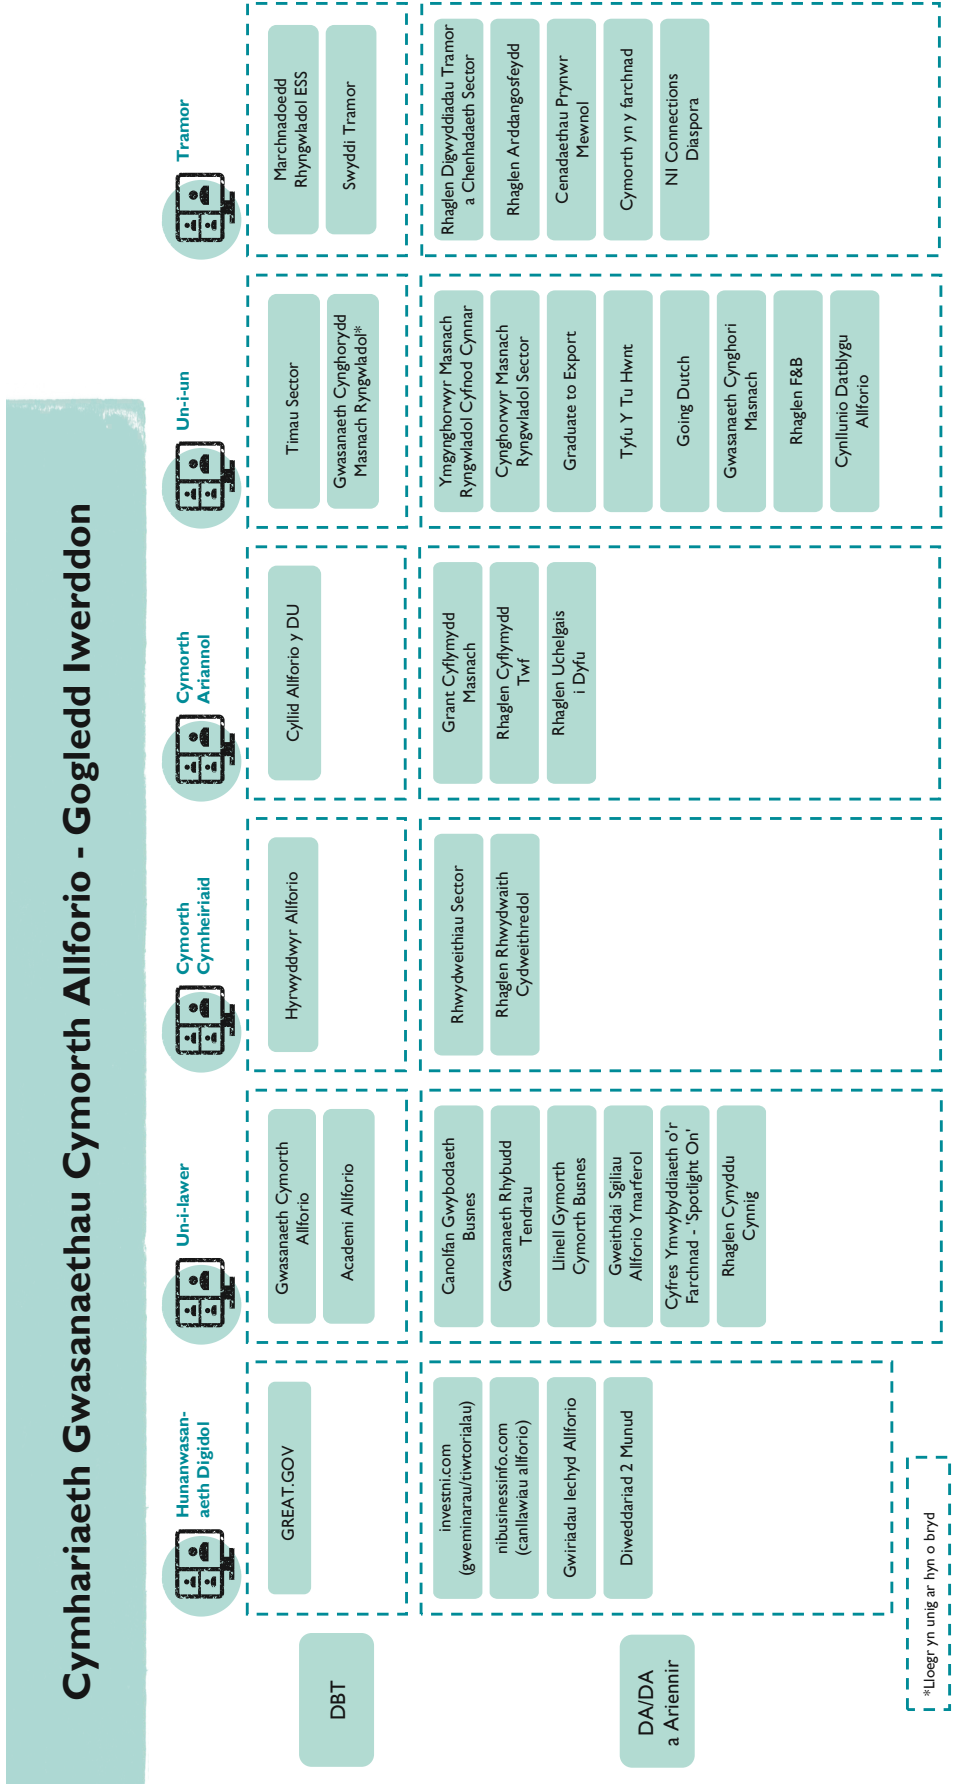 Cymhariaeth Gwasanaethau Cymorth Allforio - Gogledd Iwerddon
Hunanwasan-
aeth Digidol
Un-i-lawer
Cymorth
Cymheiriaid
Cymorth
Ariannol
Un-i-un
Tramor
DBT
GREAT.GOV
Gwasanaeth Cymorth
Allforio
Academi Allforio
Hyrwyddwyr Allforio
Cyllid Allforio y DU
Timau Sector
Gwasanaeth Cynghorydd
Masnach Ryngwladol*
Marchnadoedd
Rhyngwladol ESS
Swyddi Tramor
DA/DA
a Ariennir
investni.com
(gweminarau/tiwtorialau)
nibusinessinfo.com
(canllawiau allforio)
Gwiriadau Iechyd Allforio
Diweddariad 2 Munud
Canolfan Gwybodaeth
Busnes
Gwasanaeth Rhybudd
Tendrau
Llinell Gymorth
Cymorth Busnes
Gweithdai Sgiliau
Allforio Ymarferol
Cyfres Ymwybyddiaeth o'r
Farchnad - 'Spotlight On'
Rhaglen Cynyddu
Cynnig
Rhwydweithiau Sector
Rhaglen Rhwydwaith
Cydweithredol
Grant Cyflymydd
Masnach
Rhaglen Cyflymydd
Twf
Rhaglen Uchelgais
i Dyfu
Ymgynghorwyr Masnach
Ryngwladol Cyfnod Cynnar
Cynghorwyr Masnach
Ryngwladol Sector
Graduate to Export
Tyfu Y Tu Hwnt
Going Dutch
Gwasanaeth Cynghori
Masnach
Rhaglen F&B
Cynllunio Datblygu
Allforio
Rhaglen Digwyddiadau Tramor
a Chenhadaeth Sector
Rhaglen Arddangosfeydd
Cenadaethau Prynwr
Mewnol
Cymorth yn y farchnad
NI Connections
Diaspora
*Lloegr yn unig ar hyn o bryd